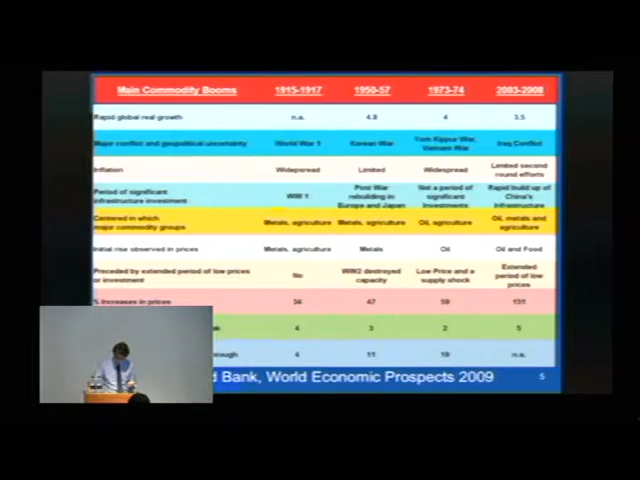 Main Commodity Booms 1915-1917 1950-57 1973-74 2003-2008
Rapid global real growth n.a. 4.8 4 3.5
Major conflict and geopolitical uncertainty World War 1 Korean War Yom Kippur War, Vietnam War Iraq Conflict
Inflation Widepsread Limited Widespread Limited second round efforts
Period of significant infrastructure investment WW 1 Post War rebuilding in Europe and Japan Not a period of significant Investments Rapid build up of China's Infrastructure
Centered in which major commodity groups Metals, agriculture Metals, agriculture Oil, agriculture Oil, metals and agriculture
Initial rise observed in prices Metals, agriculture Metals Oil Oil and Food
Preceded by extended period of low prices or investment No WW2 destroyed capacity Low Price and a supply shock Extended period of low prices
% Increases in prices 34 47 59 131
4 3 2 5
4 11 19 n.a.
Bank, World Economic Prospects 2009 5